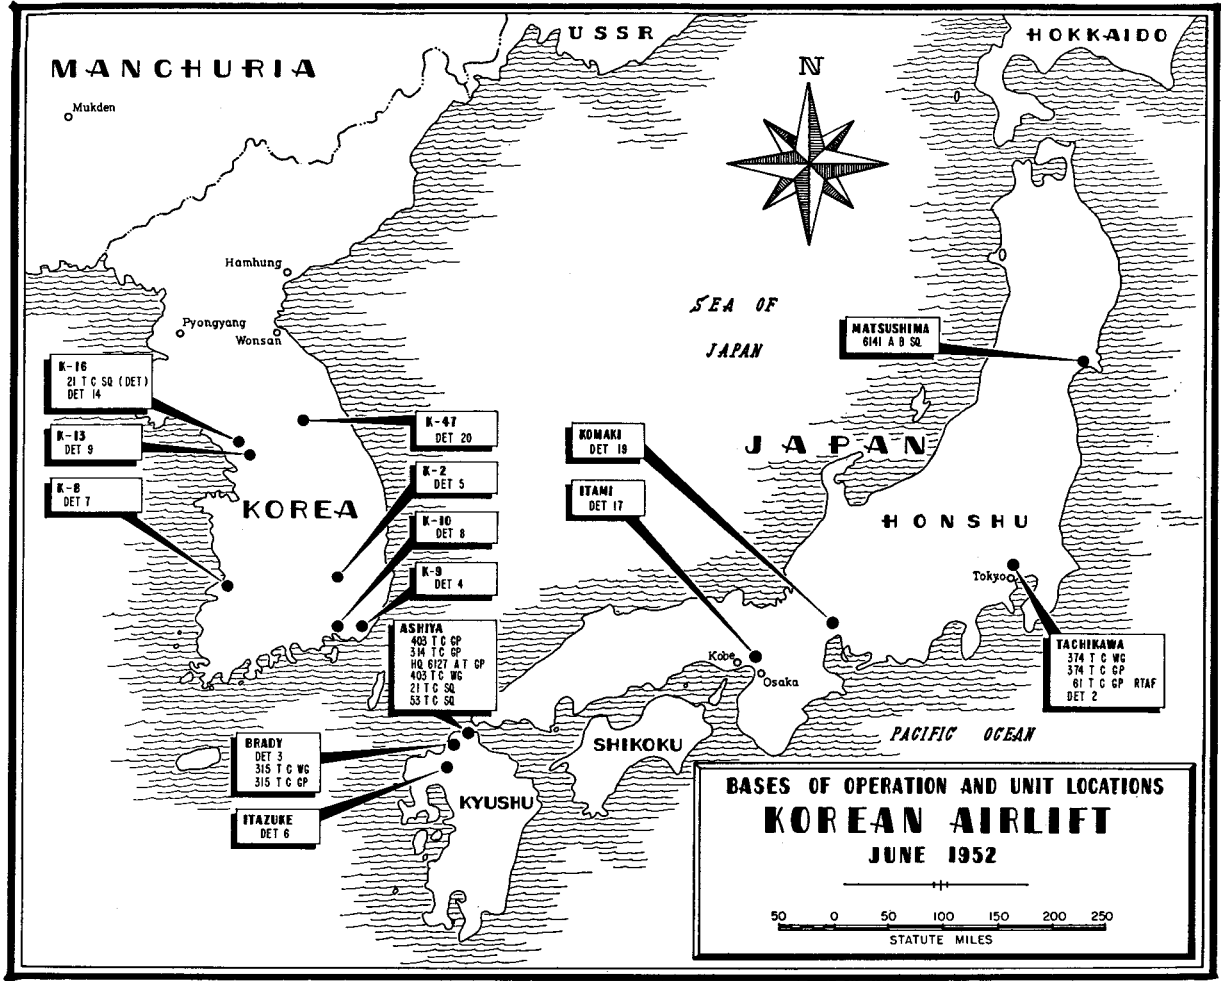 USSR
HOKKAIDO
MANCHURIA
N
Mukden
Hamhung
SEA OF
JAPAN
Pyongyang
Wonsan
MATSUSHIMA
6141 A B SQ
K-16
21 T C SQ (DET)
DET 14
K-47
DET 20
K-13
DET 9
KOMAKI
DET 19
JAPAN
K-2
DET 5
K-8
DET 7
ITAMI
DET 17
KOREA
K-10
DET 8
HONSHU
K-9
DET 4
Tokyo
ASHIYA
403 T C GP
314 T C GP
HQ 6127 A T GP
403 T C WG
21 T C SQ
53 T C SQ
Kobe
Osaka
TACHIKAWA
374 T C WG
374 T C GP
61 T C GP RTAF
DET 2
PACIFIC OCEAN
SHIKOKU
BRADY
DET 3
315 T C WG
315 T C GP
KYUSHU
ITAZUKE
DET 6
BASES OF OPERATION AND UNIT LOCATIONS
KOREAN AIRLIFT
JUNE 1952
50 0 50 100 150 200 250
STATUTE MILES